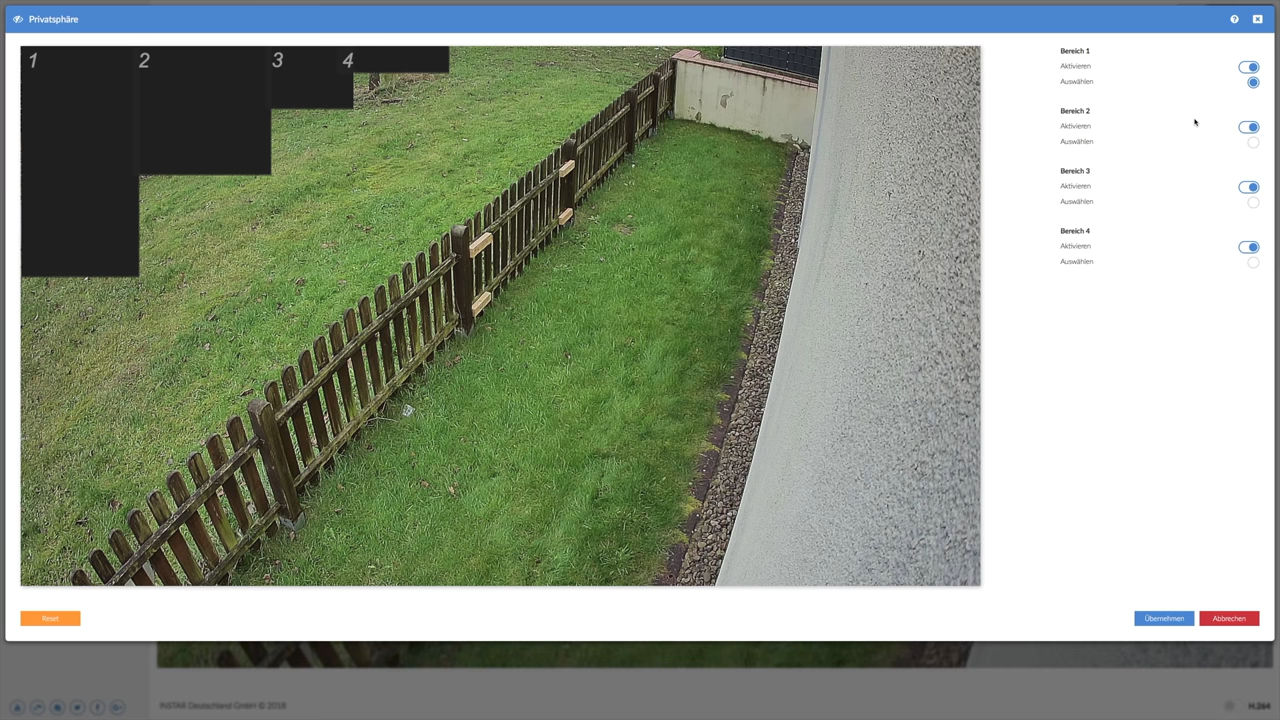 Privatsphäre
1 2 3 4
Bereich 1
Aktivieren
Auswählen
Bereich 2
Aktivieren
Auswählen
Bereich 3
Aktivieren
Auswählen
Bereich 4
Aktivieren
Auswählen
Reset
Übernehmen
Abbrechen
INSTAR Deutschland GmbH © 2018
H.264